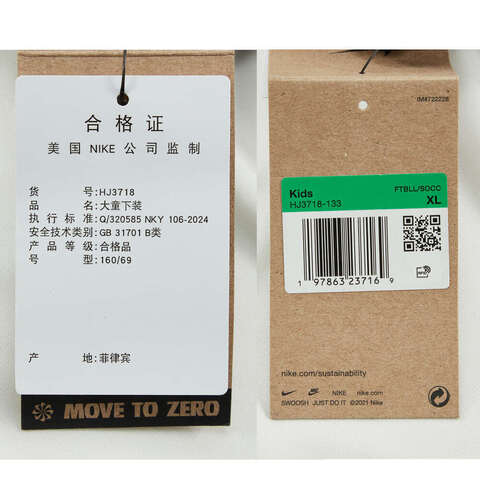 合格证
美国 NIKE 公司监制
货号:HJ3718
品名:大童下装
执行标准:Q/320585 NKY 106-2024
安全技术类别:GB 31701 B类
产品等级:合格品
号型:160/69
产地:菲律宾
MOVE TO ZERO
IM#722228
Kids
FTBLL/SOCC
HJ3718-133
XL
1 97863 23716 9
RFID
nike.com/sustainability
NIKE nike.com
SWOOSH JUST DO IT ©2021 Nike